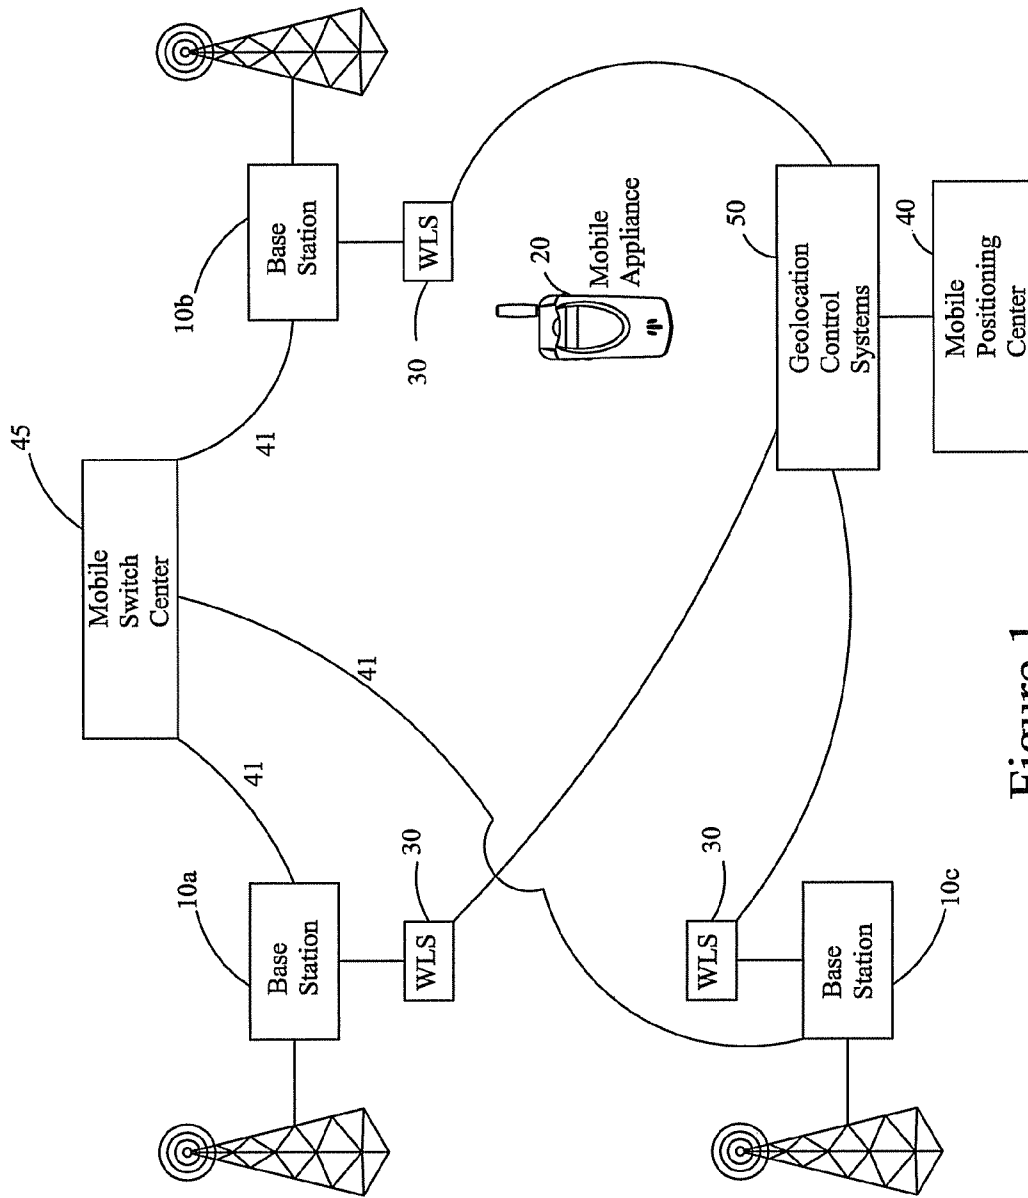 45
Mobile
Switch
Center
41
41
41
10a
Base
Station
30
WLS
10b
Base
Station
30
WLS
20
Mobile
Appliance
30
WLS
Base
Station
10c
50
Geolocation
Control
Systems
40
Mobile
Positioning
Center
Figure 1